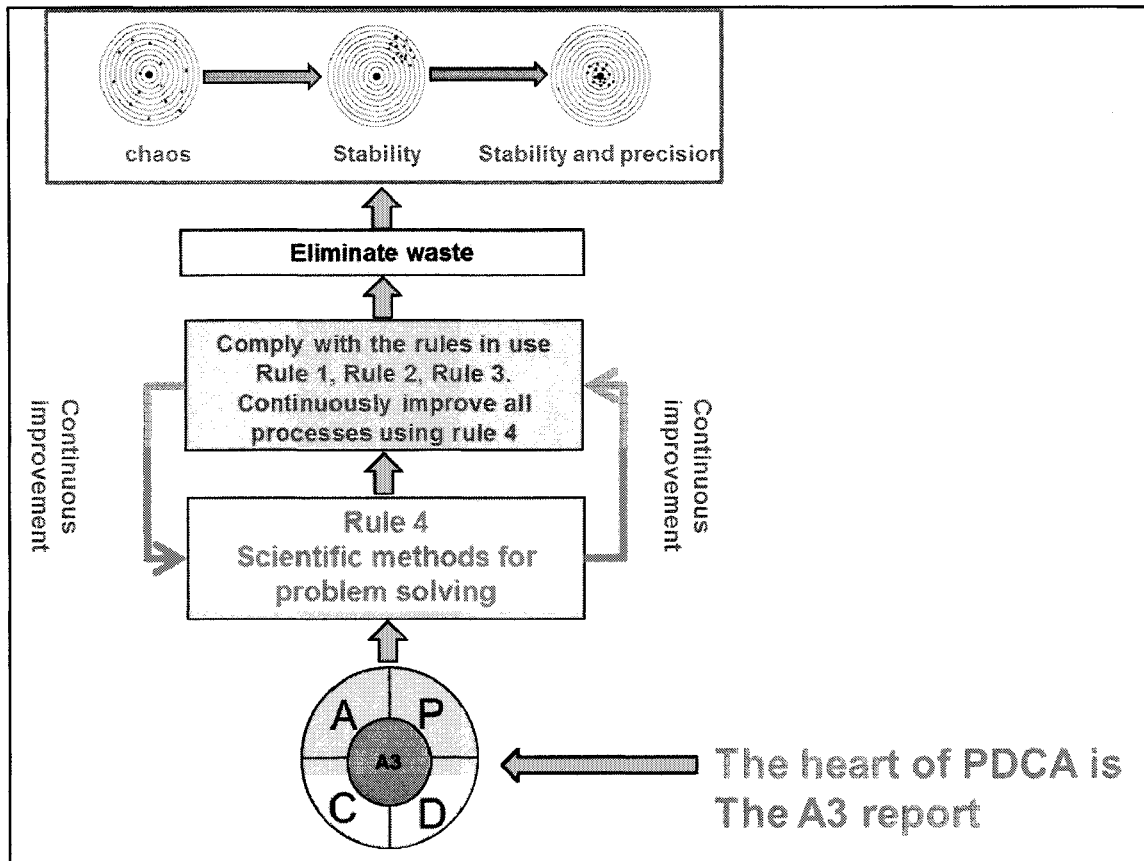 chaos
Stability
Stability and precision
Eliminate waste
Comply with the rules in use
Rule 1, Rule 2, Rule 3.
Continuously improve all
processes using rule 4
Continuous
improvement
Continuous
improvement
Rule 4
Scientific methods for
problem solving
A P
A3
C D
The heart of PDCA is
The A3 report